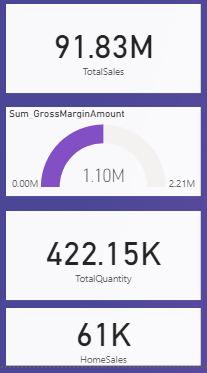 91.83M
TotalSales
Sum_GrossMarginAmount
1.10M
0.00M 2.21M
422.15K
TotalQuantity
61K
HomeSales